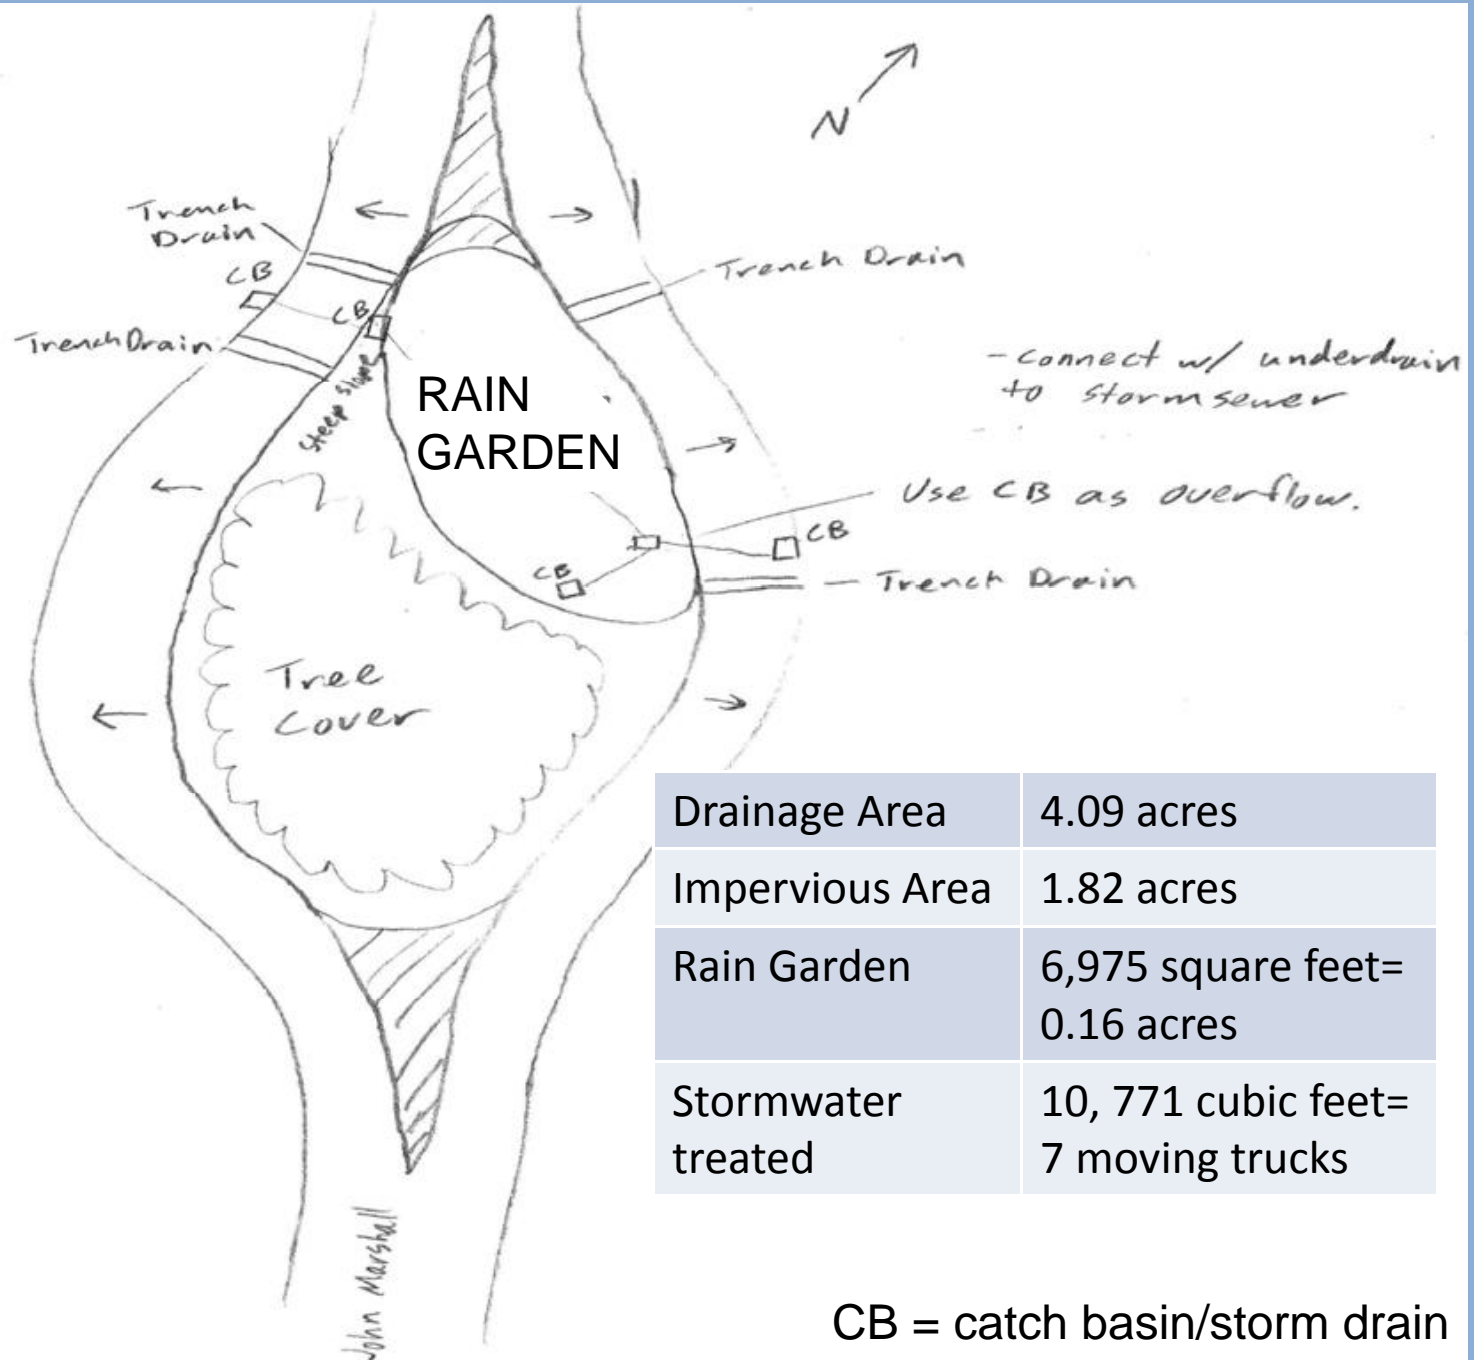 N
Trench
Drain
CB
CB
Trench Drain
Trench Drain
Steep Slope
RAIN
GARDEN
- connect w/ underdrain
to storm sewer
Use CB as overflow.
CB
CB
- Trench Drain
Tree
Cover
Drainage Area 4.09 acres
Impervious Area 1.82 acres
Rain Garden 6,975 square feet=
0.16 acres
Stormwater 10, 771 cubic feet=
treated 7 moving trucks
John Marshall
CB = catch basin/storm drain